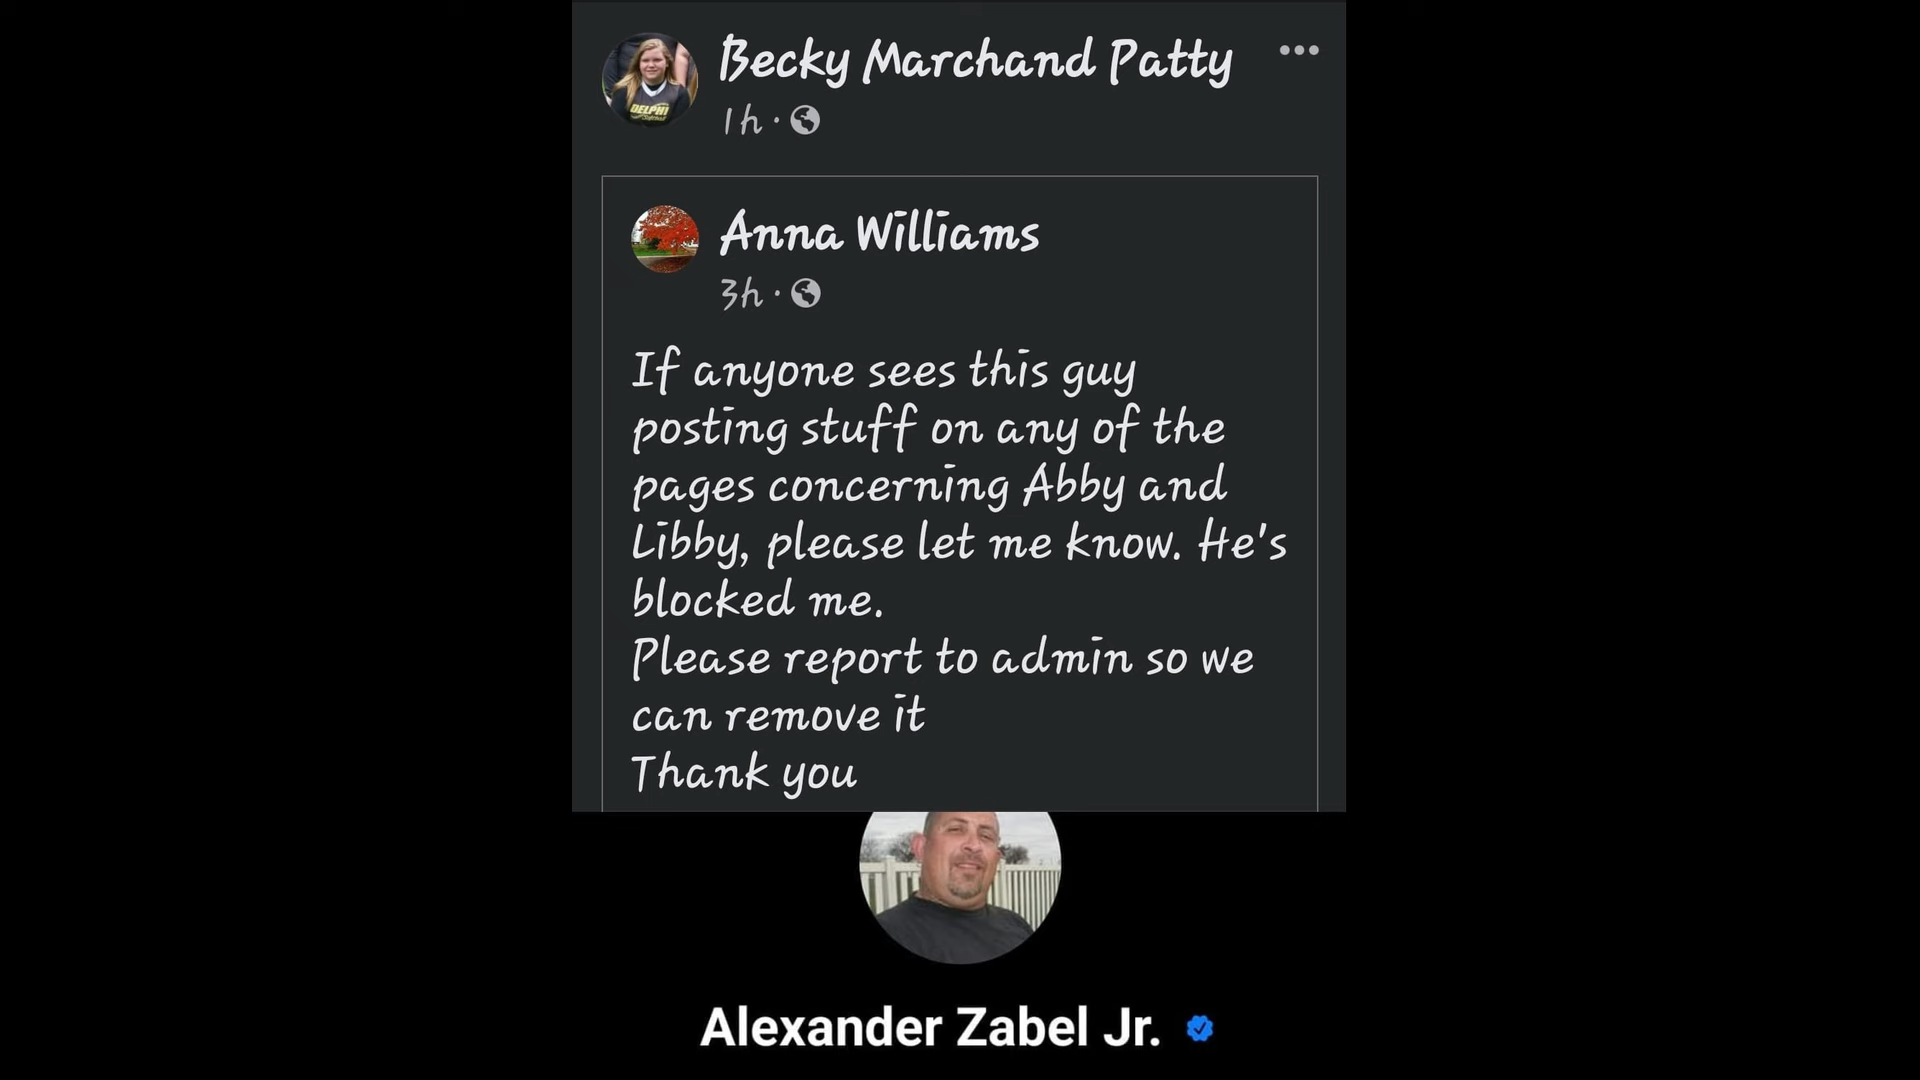 Becky Marchand Patty
1h ·
DELPHI
Anna Williams
3h ·
If anyone sees this guy
posting stuff on any of the
pages concerning Abby and
Libby, please let me know. He's
blocked me.
Please report to admin so we
can remove it
Thank you
Alexander Zabel Jr.